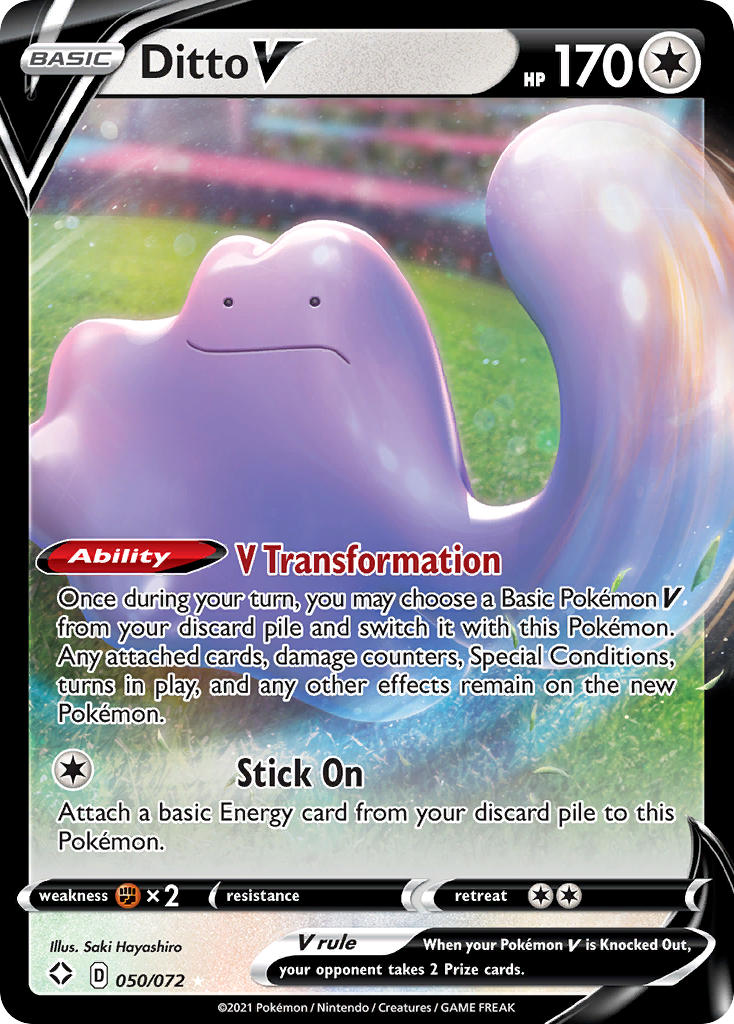 BASIC Ditto V HP 170
Ability V Transformation
Once during your turn, you may choose a Basic Pokémon V
from your discard pile and switch it with this Pokémon.
Any attached cards, damage counters, Special Conditions,
turns in play, and any other effects remain on the new
Pokémon.
Stick On
Attach a basic Energy card from your discard pile to this
Pokémon.
weakness ×2 resistance retreat
Illus. Saki Hayashiro
V rule When your Pokémon V is Knocked Out,
your opponent takes 2 Prize cards.
D 050/072 ★
©2021 Pokémon / Nintendo / Creatures / GAME FREAK